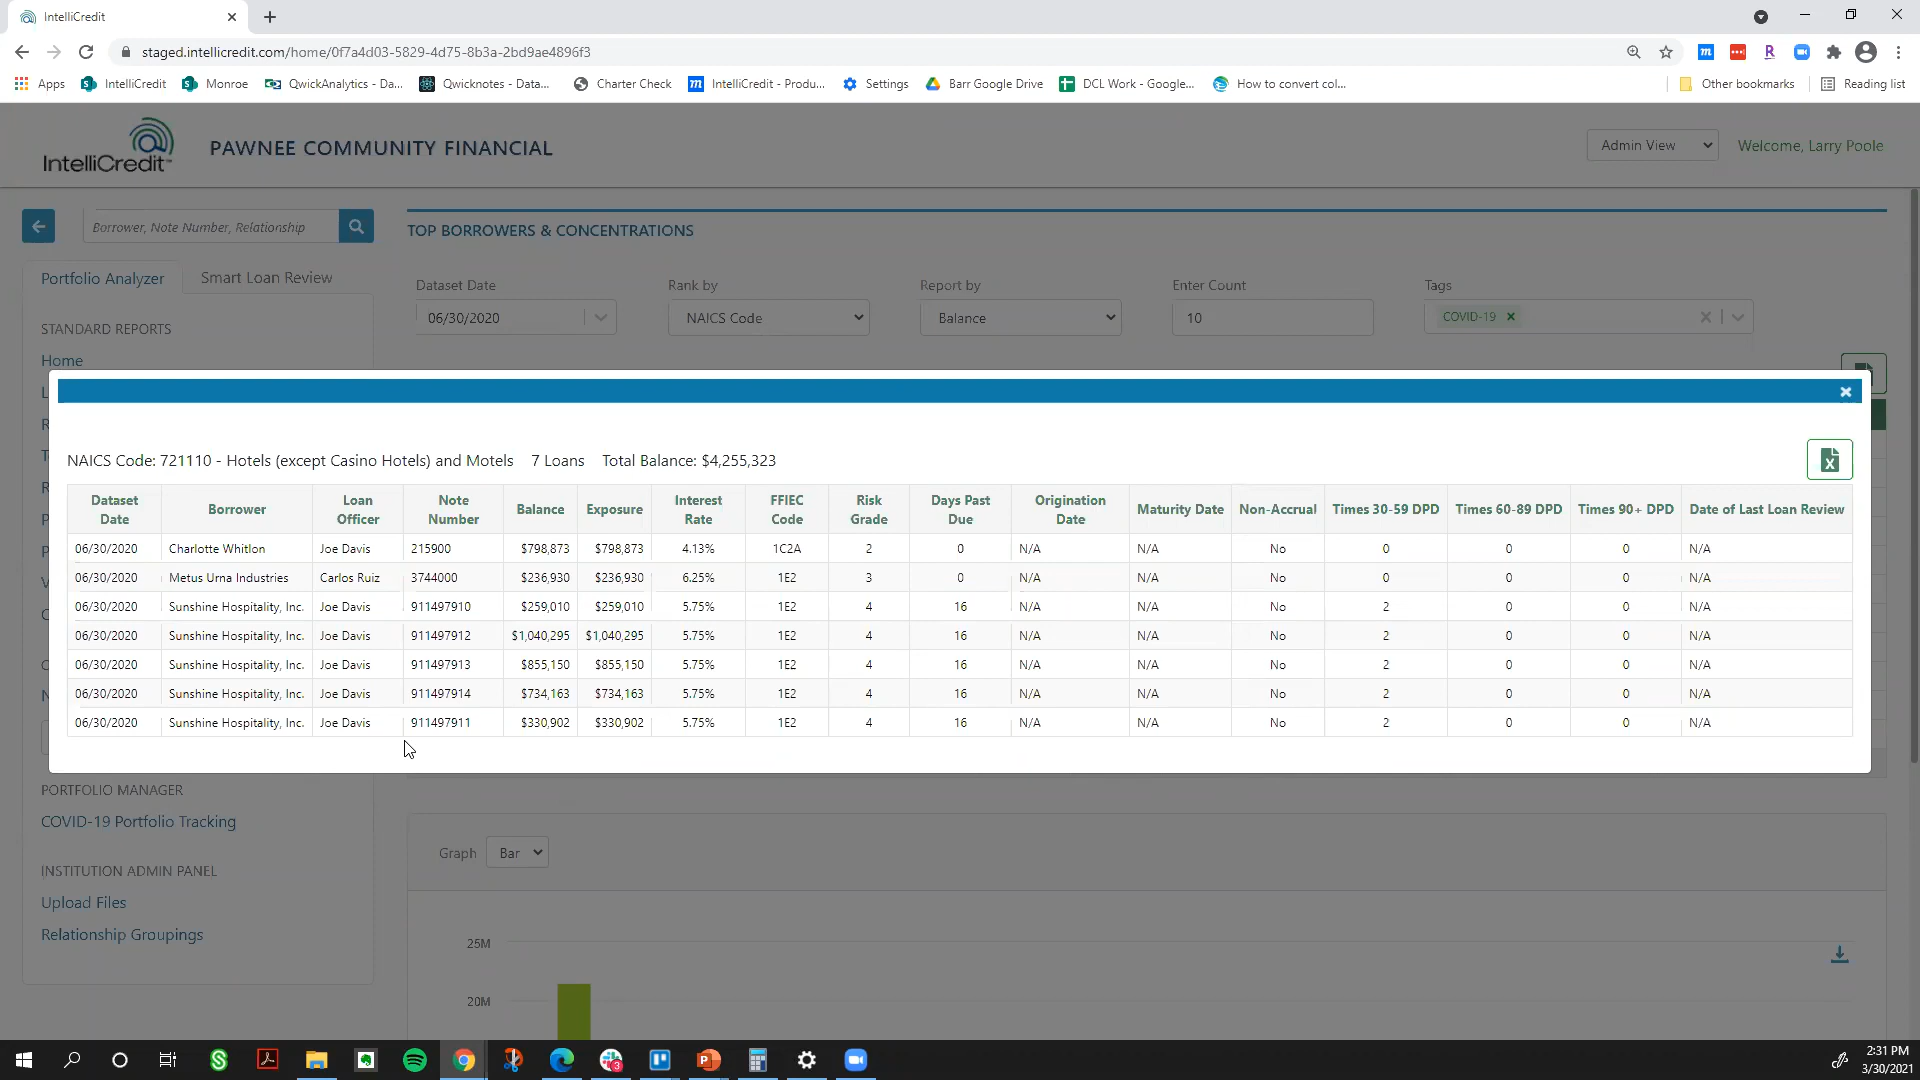 IntelliCredit
staged.intellicredit.com/home/0f7a4d03-5829-4d75-8b3a-2bd9ae4896f3
Apps IntelliCredit Monroe QwickAnalytics - Da... Qwicknotes - Data... Charter Check IntelliCredit - Produ... Settings Barr Google Drive DCL Work - Google... How to convert col... Other bookmarks Reading list
IntelliCredit PAWNEE COMMUNITY FINANCIAL Admin View Welcome, Larry Poole
Borrower, Note Number, Relationship
TOP BORROWERS & CONCENTRATIONS
Portfolio Analyzer Smart Loan Review
Dataset Date Rank by Report by Enter Count Tags
06/30/2020 NAICS Code Balance 10 COVID-19
STANDARD REPORTS
Home
NAICS Code: 721110 - Hotels (except Casino Hotels) and Motels 7 Loans Total Balance: $4,255,323
Dataset Date Borrower Loan Officer Note Number Balance Exposure Interest Rate FFIEC Code Risk Grade Days Past Due Origination Date Maturity Date Non-Accrual Times 30-59 DPD Times 60-89 DPD Times 90+ DPD Date of Last Loan Review
06/30/2020 Charlotte Whitlon Joe Davis 215900 $798,873 $798,873 4.13% 1C2A 2 0 N/A N/A No 0 0 0 N/A
06/30/2020 Metus Urna Industries Carlos Ruiz 3744000 $236,930 $236,930 6.25% 1E2 3 0 N/A N/A No 0 0 0 N/A
06/30/2020 Sunshine Hospitality, Inc. Joe Davis 911497910 $259,010 $259,010 5.75% 1E2 4 16 N/A N/A No 2 0 0 N/A
06/30/2020 Sunshine Hospitality, Inc. Joe Davis 911497912 $1,040,295 $1,040,295 5.75% 1E2 4 16 N/A N/A No 2 0 0 N/A
06/30/2020 Sunshine Hospitality, Inc. Joe Davis 911497913 $855,150 $855,150 5.75% 1E2 4 16 N/A N/A No 2 0 0 N/A
06/30/2020 Sunshine Hospitality, Inc. Joe Davis 911497914 $734,163 $734,163 5.75% 1E2 4 16 N/A N/A No 2 0 0 N/A
06/30/2020 Sunshine Hospitality, Inc. Joe Davis 911497911 $330,902 $330,902 5.75% 1E2 4 16 N/A N/A No 2 0 0 N/A
PORTFOLIO MANAGER
COVID-19 Portfolio Tracking
INSTITUTION ADMIN PANEL
Upload Files
Relationship Groupings
Graph Bar
25M
20M
2:31 PM
3/30/2021